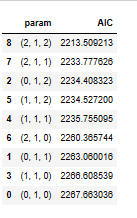 param AIC
8 (2, 1, 2) 2213.509213
7 (2, 1, 1) 2233.777626
2 (0, 1, 2) 2234.408323
5 (1, 1, 2) 2234.527200
4 (1, 1, 1) 2235.755095
6 (2, 1, 0) 2260.365744
1 (0, 1, 1) 2263.060016
3 (1, 1, 0) 2266.608539
0 (0, 1, 0) 2267.663036